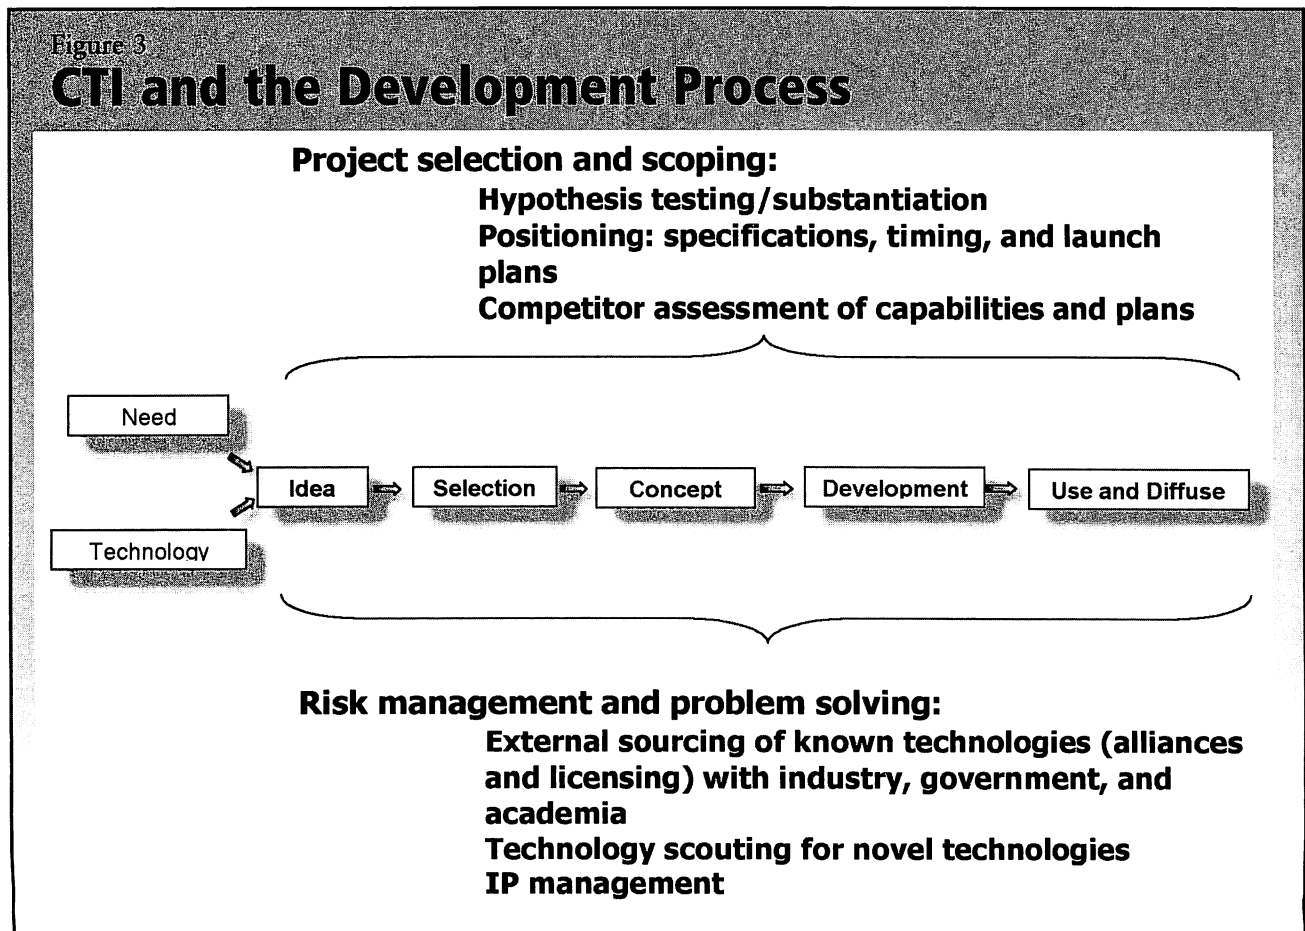 Figure 3
CTI and the Development Process
Project selection and scoping:
Hypothesis testing/substantiation
Positioning: specifications, timing, and launch
plans
Competitor assessment of capabilities and plans
Need
Idea
Selection
Concept
Development
Use and Diffuse
Technology
Risk management and problem solving:
External sourcing of known technologies (alliances
and licensing) with industry, government, and
academia
Technology scouting for novel technologies
IP management